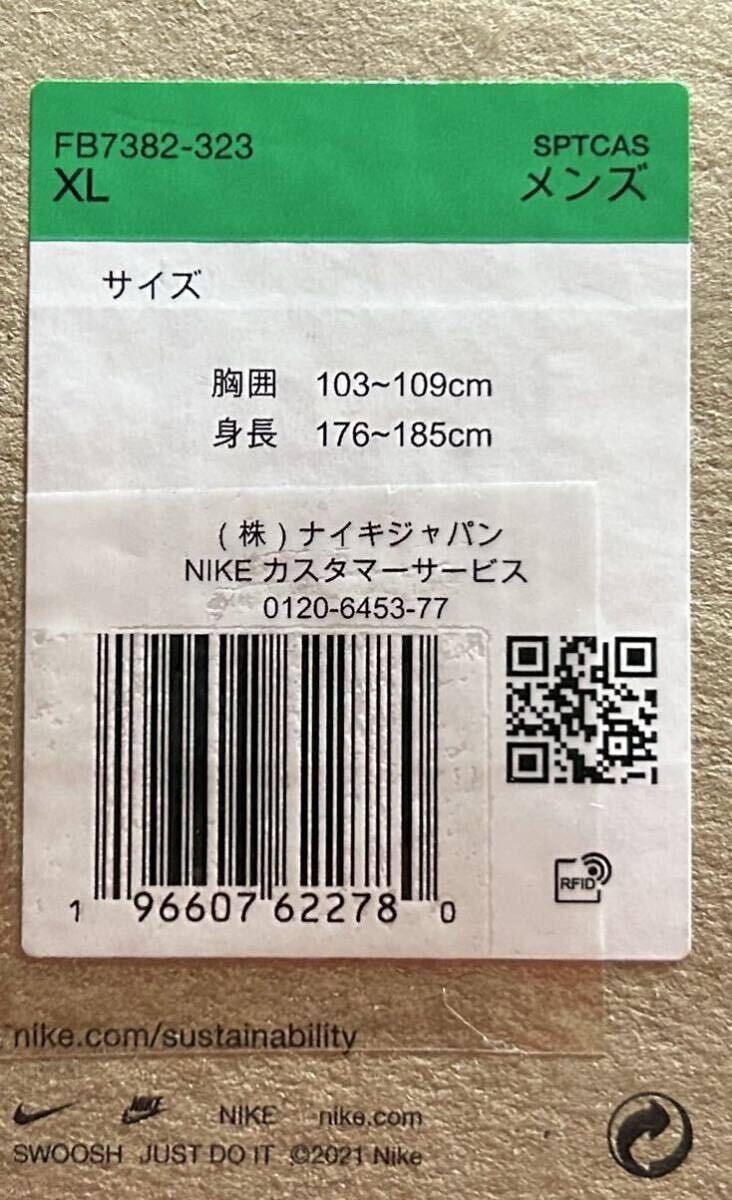 FB7382-323 SPTCAS
XL メンズ
サイズ
胸囲 103~109cm
身長 176~185cm
(株)ナイキジャパン
NIKE カスタマーサービス
0120-6453-77
1 96607 62278 0
RFID
nike.com/sustainability
NIKE NIKE nike.com
SWOOSH JUST DO IT ©2021 Nike